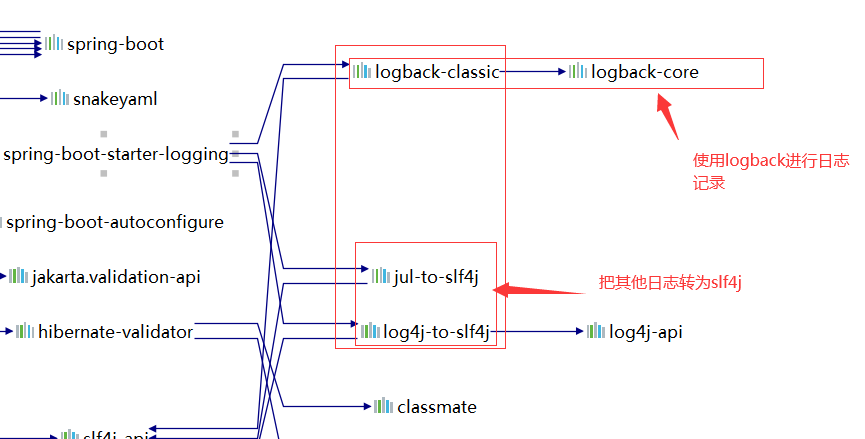 spring-boot
logback-classic
logback-core
snakeyaml
spring-boot-starter-logging
使用logback进行日志
记录
spring-boot-autoconfigure
jakarta.validation-api
jul-to-slf4j
把其他日志转为slf4j
hibernate-validator
log4j-to-slf4j
log4j-api
classmate
slf4j-api